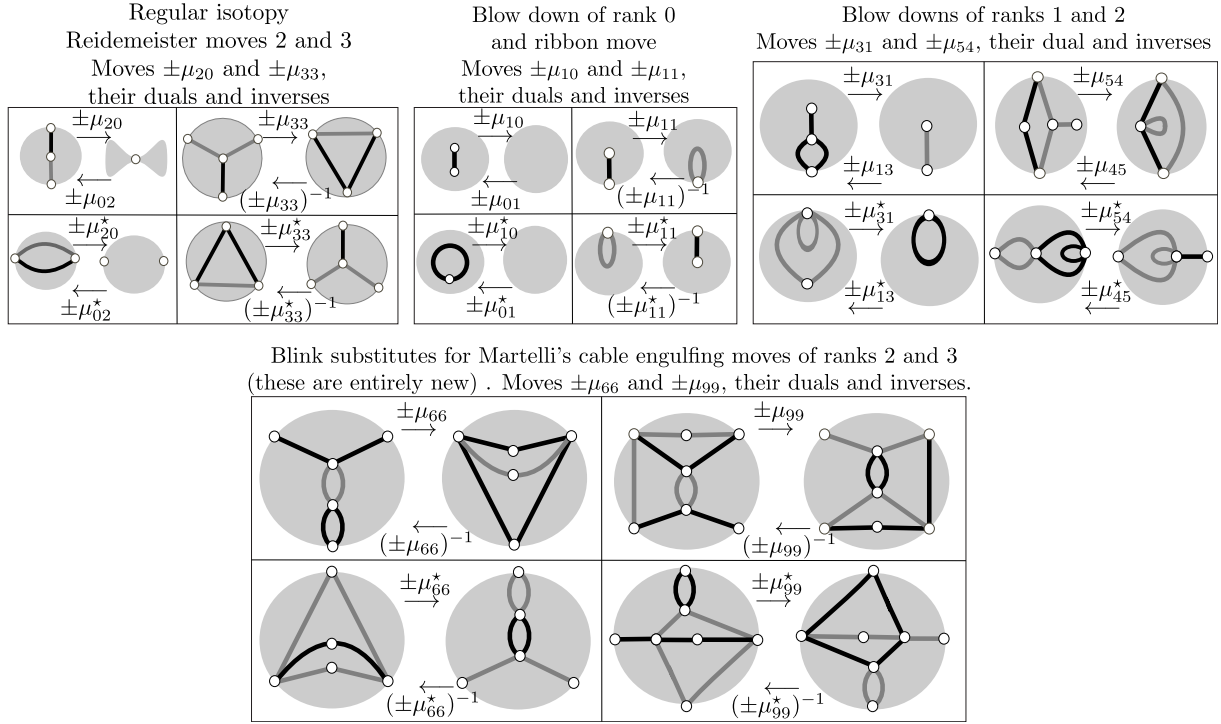 Regular isotopy
Reidemeister moves 2 and 3
Moves ±μ₂₀ and ±μ₃₃,
their duals and inverses
Blow down of rank 0
and ribbon move
Moves ±μ₁₀ and ±μ₁₁,
their duals and inverses
Blow downs of ranks 1 and 2
Moves ±μ₃₁ and ±μ₅₄, their dual and inverses
±μ₂₀
±μ₀₂
±μ₃₃
(±μ₃₃)⁻¹
±μ₁₀
±μ₀₁
±μ₁₁
(±μ₁₁)⁻¹
±μ₃₁
±μ₁₃
±μ₅₄
±μ₄₅
±μ⋆₂₀
±μ⋆₀₂
±μ⋆₃₃
(±μ⋆₃₃)⁻¹
±μ⋆₁₀
±μ⋆₀₁
±μ⋆₁₁
(±μ⋆₁₁)⁻¹
±μ⋆₃₁
±μ⋆₁₃
±μ⋆₅₄
±μ⋆₄₅
Blink substitutes for Martelli's cable engulfing moves of ranks 2 and 3
(these are entirely new) . Moves ±μ₆₆ and ±μ₉₉, their duals and inverses.
±μ₆₆
(±μ₆₆)⁻¹
±μ₉₉
(±μ₉₉)⁻¹
±μ⋆₆₆
(±μ⋆₆₆)⁻¹
±μ⋆₉₉
(±μ⋆₉₉)⁻¹